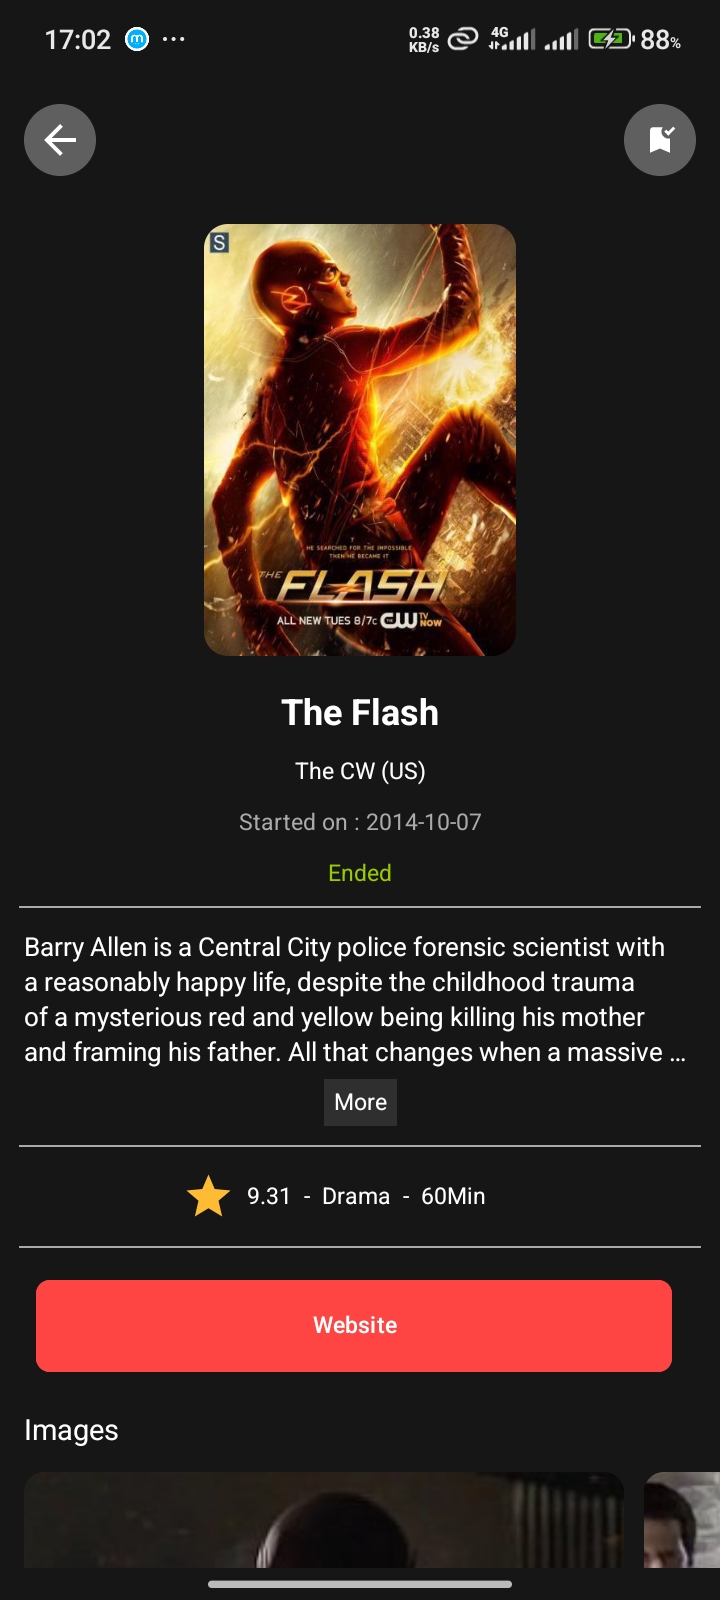 17:02
0.38
KB/s
4G
88%
S
HE SEARCHED FOR THE IMPOSSIBLE
THEN HE BECAME IT
THE
FLASH
ALL NEW TUES 8/7c THE CW TV NOW
The Flash
The CW (US)
Started on : 2014-10-07
Ended
Barry Allen is a Central City police forensic scientist with
a reasonably happy life, despite the childhood trauma
of a mysterious red and yellow being killing his mother
and framing his father. All that changes when a massive ...
More
9.31 - Drama - 60Min
Website
Images